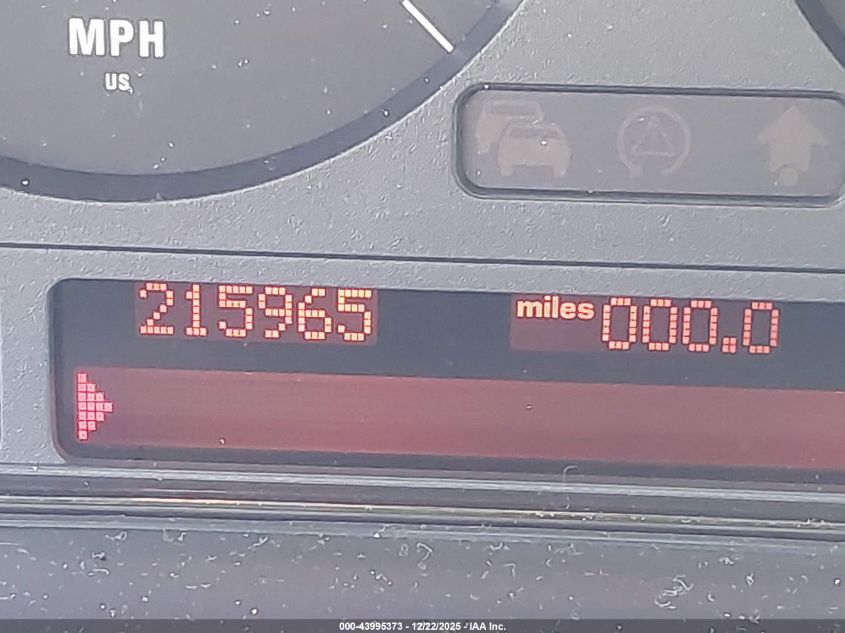 MPH
US
215965
miles 000.0
000-43995373 - 12/22/2025 - IAA Inc.